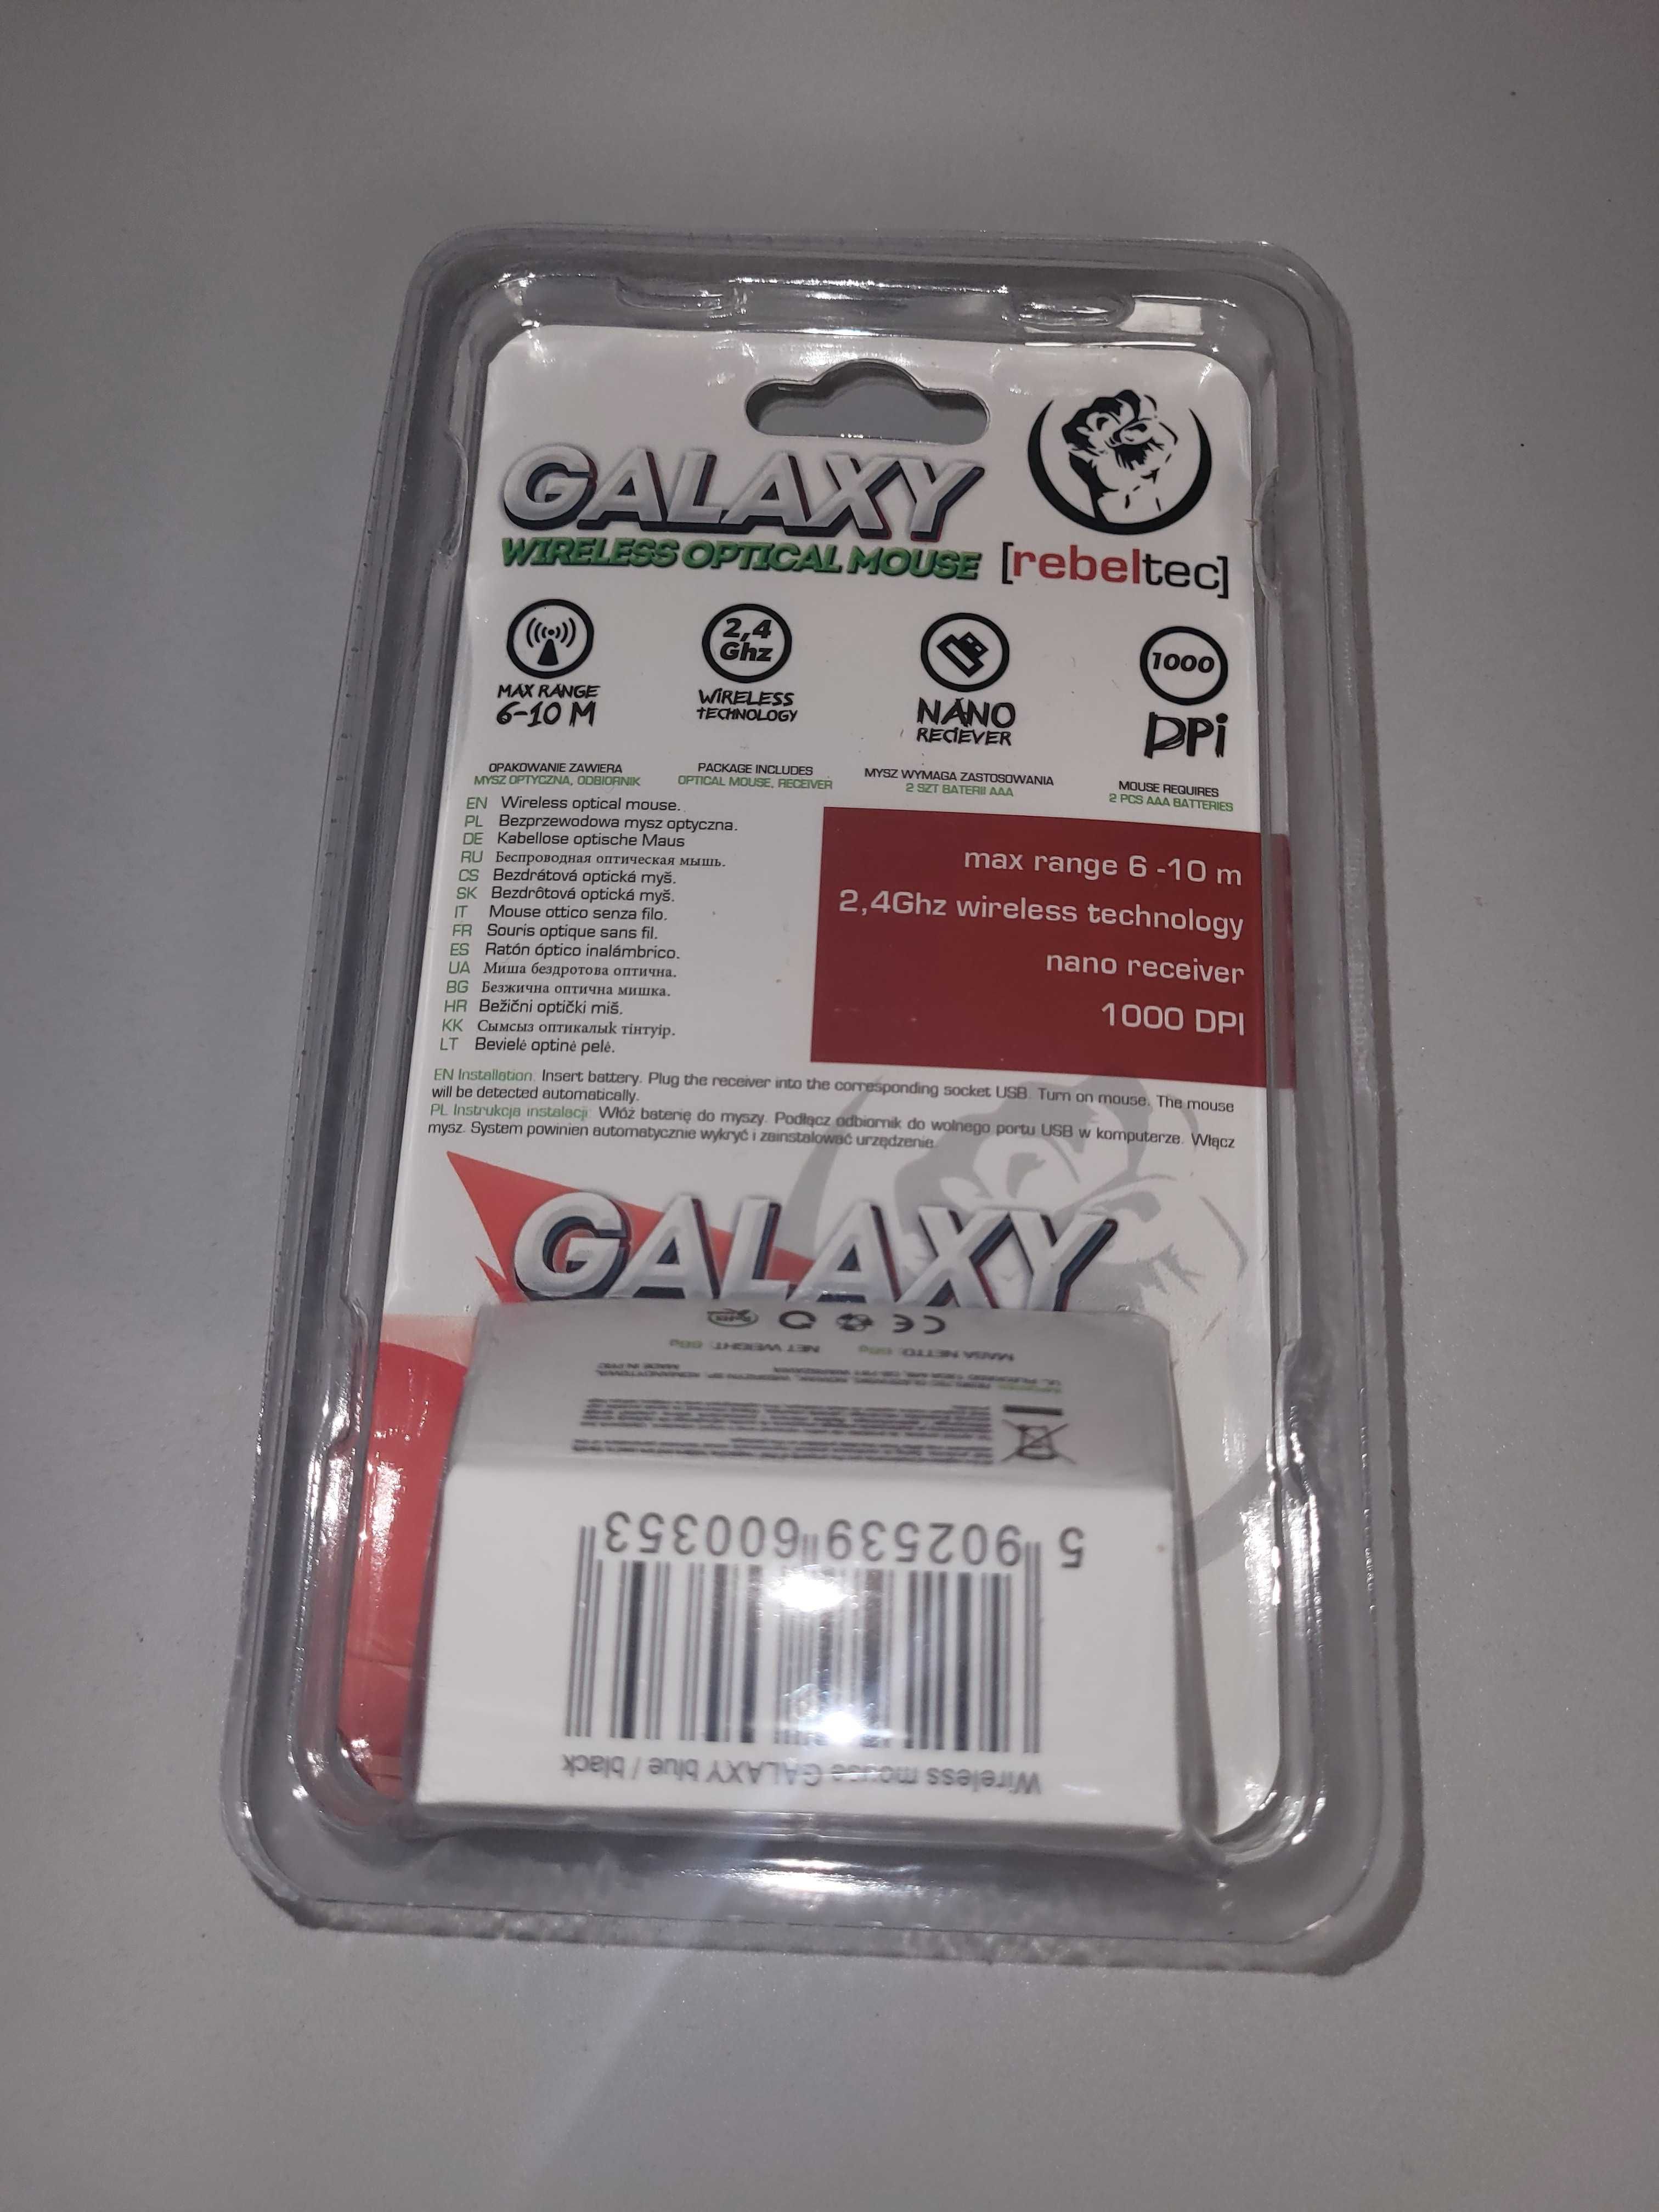 GALAXY
WIRELESS OPTICAL MOUSE
[rebeltec]
MAX RANGE
6-10 M
2,4
Ghz
WIRELESS
TECHNOLOGY
NANO
RECIEVER
1000
DPi
OPAKOWANIE ZAWIERA
MYSZ OPTYCZNA, ODBIORNIK
PACKAGE INCLUDES
OPTICAL MOUSE, RECEIVER
MYSZ WYMAGA ZASTOSOWANIA
2 SZT BATERII AAA
MOUSE REQUIRES
2 PCS AAA BATTERIES
EN Wireless optical mouse.
PL Bezprzewodowa mysz optyczna.
DE Kabellose optische Maus
RU Беспроводная оптическая мышь.
CS Bezdrátová optická myš.
SK Bezdrôtová optická myš.
IT Mouse ottico senza filo.
FR Souris optique sans fil.
ES Ratón óptico inalámbrico.
UA Миша бездротова оптична.
BG Безжична оптична мишка.
HR Bežični optički miš.
KK Сымсыз оптикалық тінтуір.
LT Bevielė optinė pelė.
max range 6 -10 m
2,4Ghz wireless technology
nano receiver
1000 DPI
EN Installation: Insert battery. Plug the receiver into the corresponding socket USB. Turn on mouse. The mouse
will be detected automatically.
PL Instrukcja instalacji: Włóż baterię do myszy. Podłącz odbiornik do wolnego portu USB w komputerze. Włącz
mysz. System powinien automatycznie wykryć i zainstalować urządzenie.
GALAXY
Wireless mouse GALAXY blue / black
5 902539 600353
MASA NETTO: NET WEIGHT:
CE